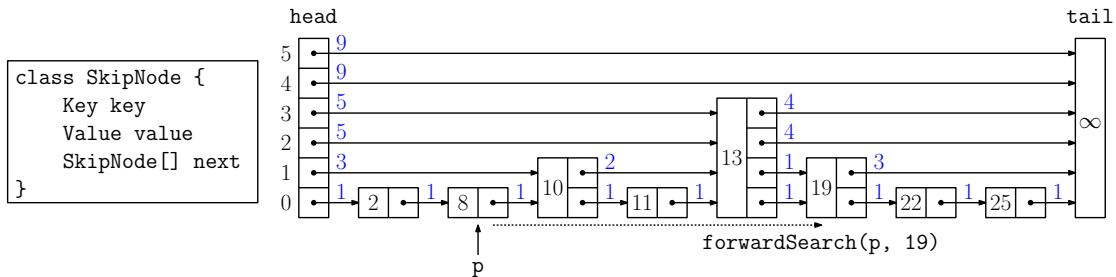 head tail
class SkipNode {
Key key
Value value
SkipNode[] next
}
5 9
4 9
3 5 4
2 5 4
1 3 2 1 3
0 1 1 1 1 1 1 1 1 1
2 8 10 11 13 19 22 25 ∞
forwardSearch(p, 19)
p